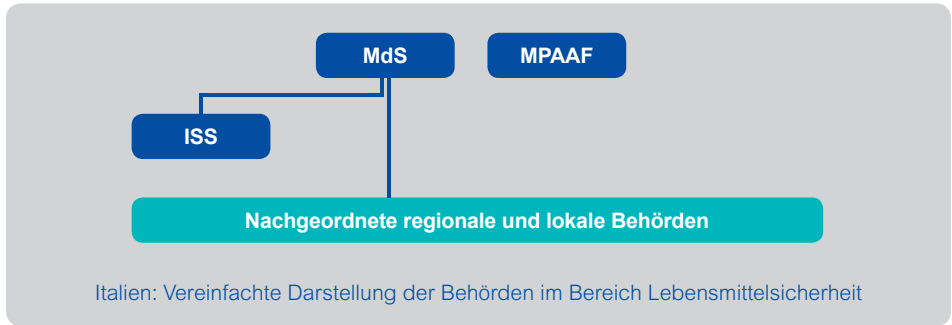 MdS
MPAAF
ISS
Nachgeordnete regionale und lokale Behörden
Italien: Vereinfachte Darstellung der Behörden im Bereich Lebensmittelsicherheit